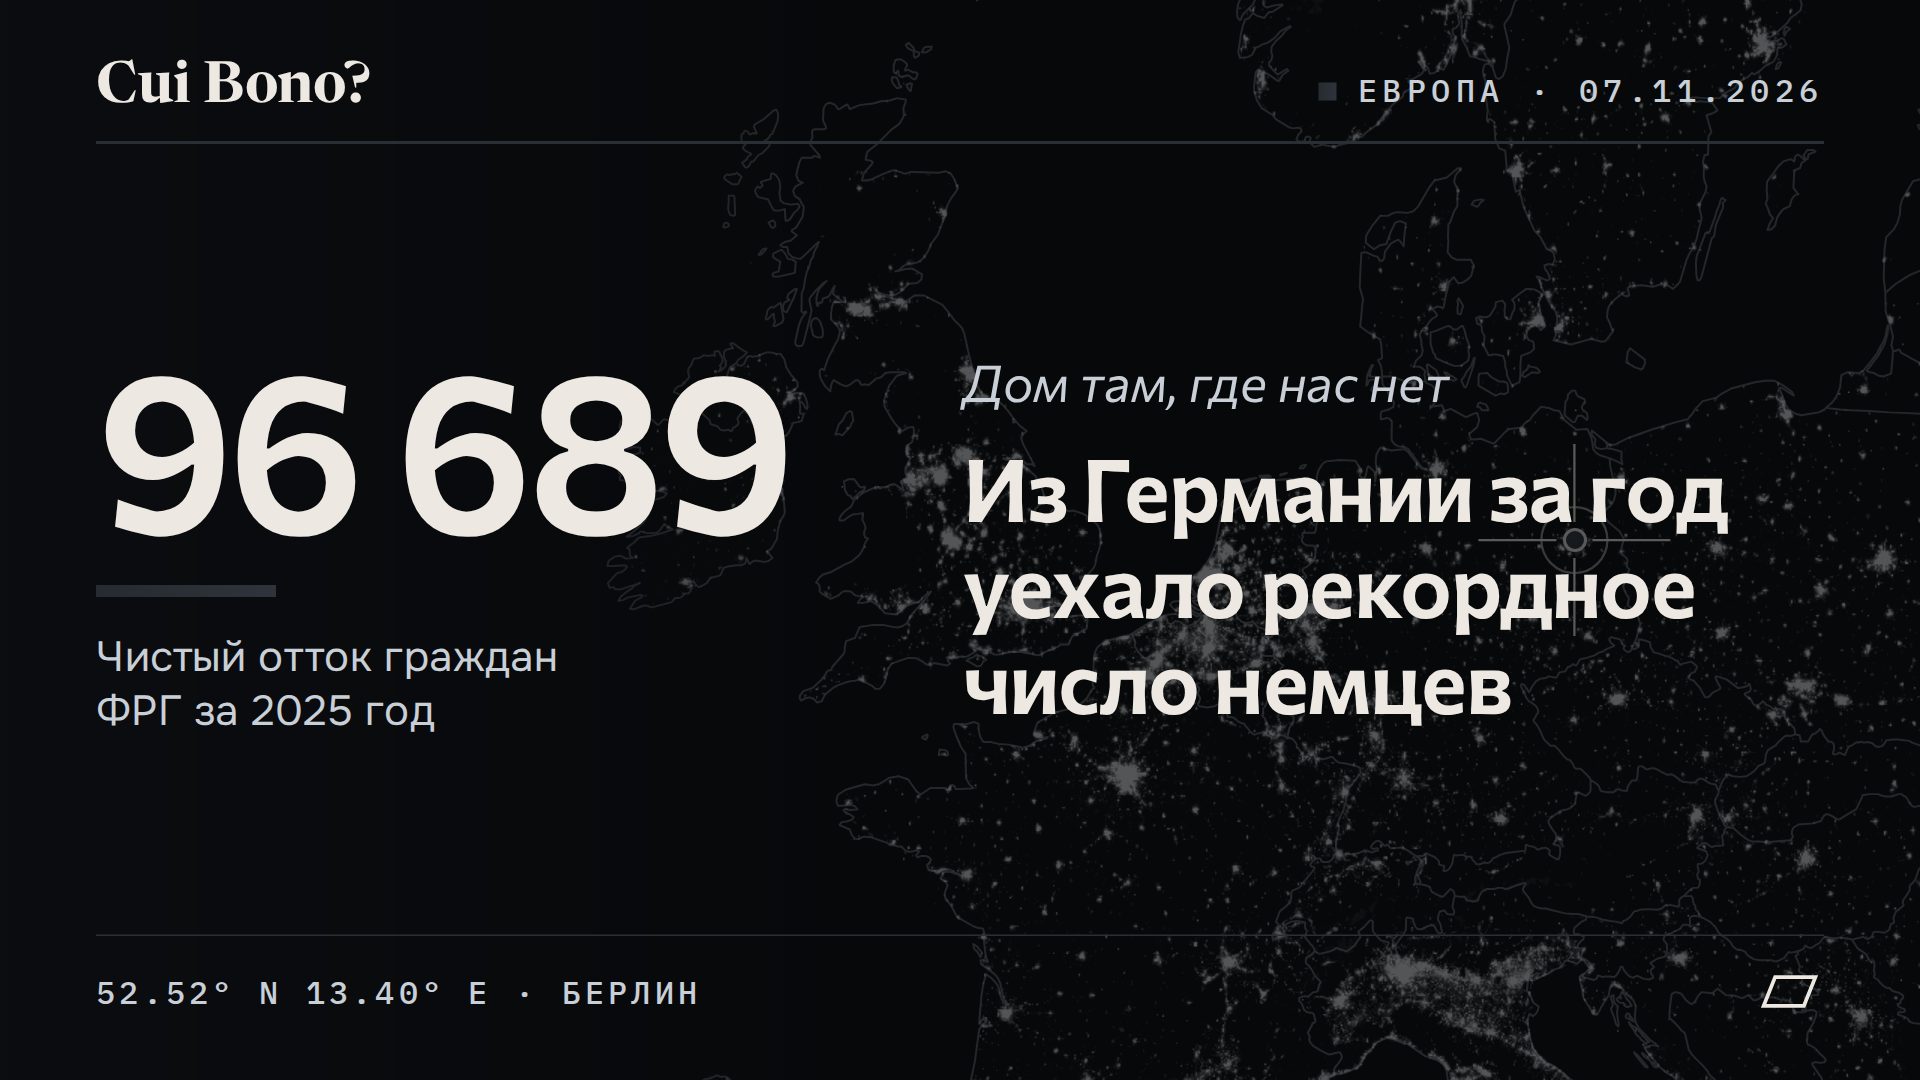 Cui Bono?
ЕВРОПА · 07.11.2026
96 689
Чистый отток граждан
ФРГ за 2025 год
Дом там, где нас нет
Из Германии за год
уехало рекордное
число немцев
52.52° N 13.40° E · БЕРЛИН